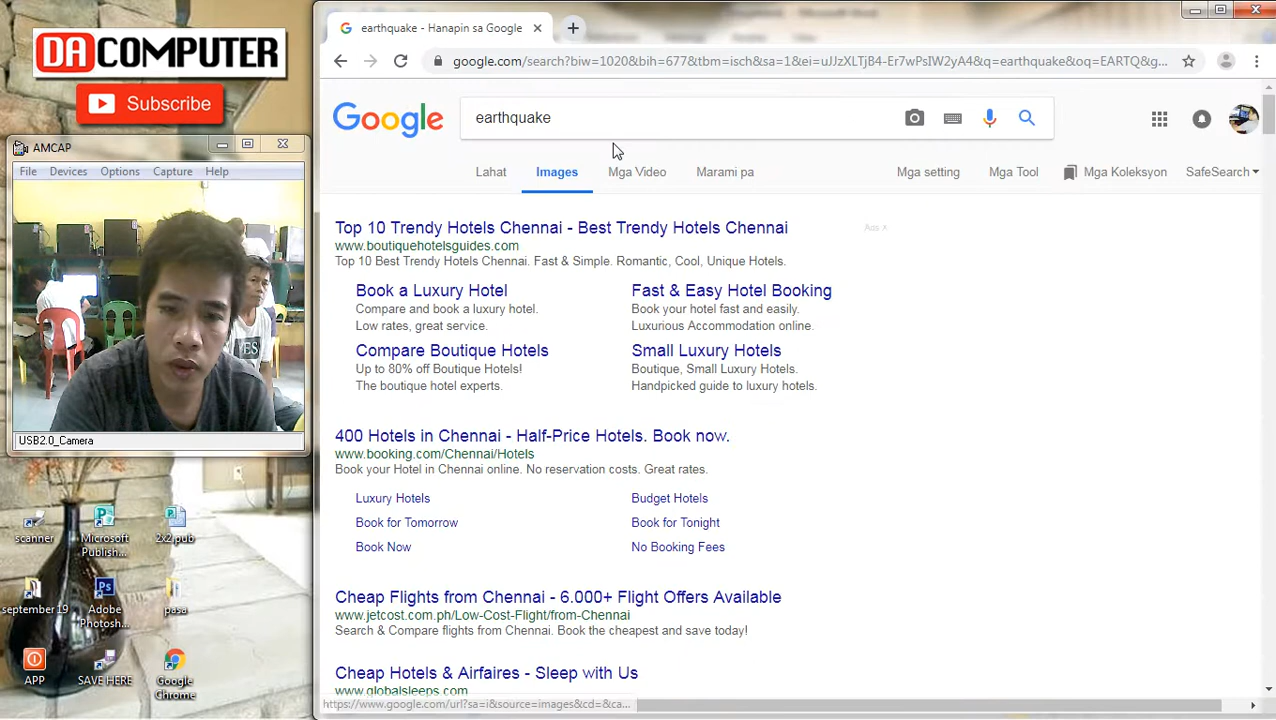 DA COMPUTER
Subscribe
AMCAP
File Devices Options Capture Help
YES
USB2.0_Camera
scanner
Microsoft Publish...
2x2.pub
september 19
Adobe Photosh...
pasa
APP
SAVE HERE
Google Chrome
earthquake - Hanapin sa Google
google.com/search?biw=1020&bih=677&tbm=isch&sa=1&ei=uJJzXLTjB4-Er7wPsIW2yA4&q=earthquake&oq=EARTQ&g...
Google
earthquake
Lahat Images Mga Video Marami pa Mga setting Mga Tool Mga Koleksyon SafeSearch
Top 10 Trendy Hotels Chennai - Best Trendy Hotels Chennai
www.boutiquehotelsguides.com
Top 10 Best Trendy Hotels Chennai. Fast & Simple. Romantic, Cool, Unique Hotels.
Book a Luxury Hotel
Compare and book a luxury hotel.
Low rates, great service.
Fast & Easy Hotel Booking
Book your hotel fast and easily.
Luxurious Accommodation online.
Compare Boutique Hotels
Up to 80% off Boutique Hotels!
The boutique hotel experts.
Small Luxury Hotels
Boutique, Small Luxury Hotels.
Handpicked guide to luxury hotels.
400 Hotels in Chennai - Half-Price Hotels. Book now.
www.booking.com/Chennai/Hotels
Book your Hotel in Chennai online. No reservation costs. Great rates.
Luxury Hotels Budget Hotels
Book for Tomorrow Book for Tonight
Book Now No Booking Fees
Cheap Flights from Chennai - 6.000+ Flight Offers Available
www.jetcost.com.ph/Low-Cost-Flight/from-Chennai
Search & Compare flights from Chennai. Book the cheapest and save today!
Cheap Hotels & Airfaires - Sleep with Us
www.globalsleeps.com
https://www.google.com/url?sa=i&source=images&cd=&ca...